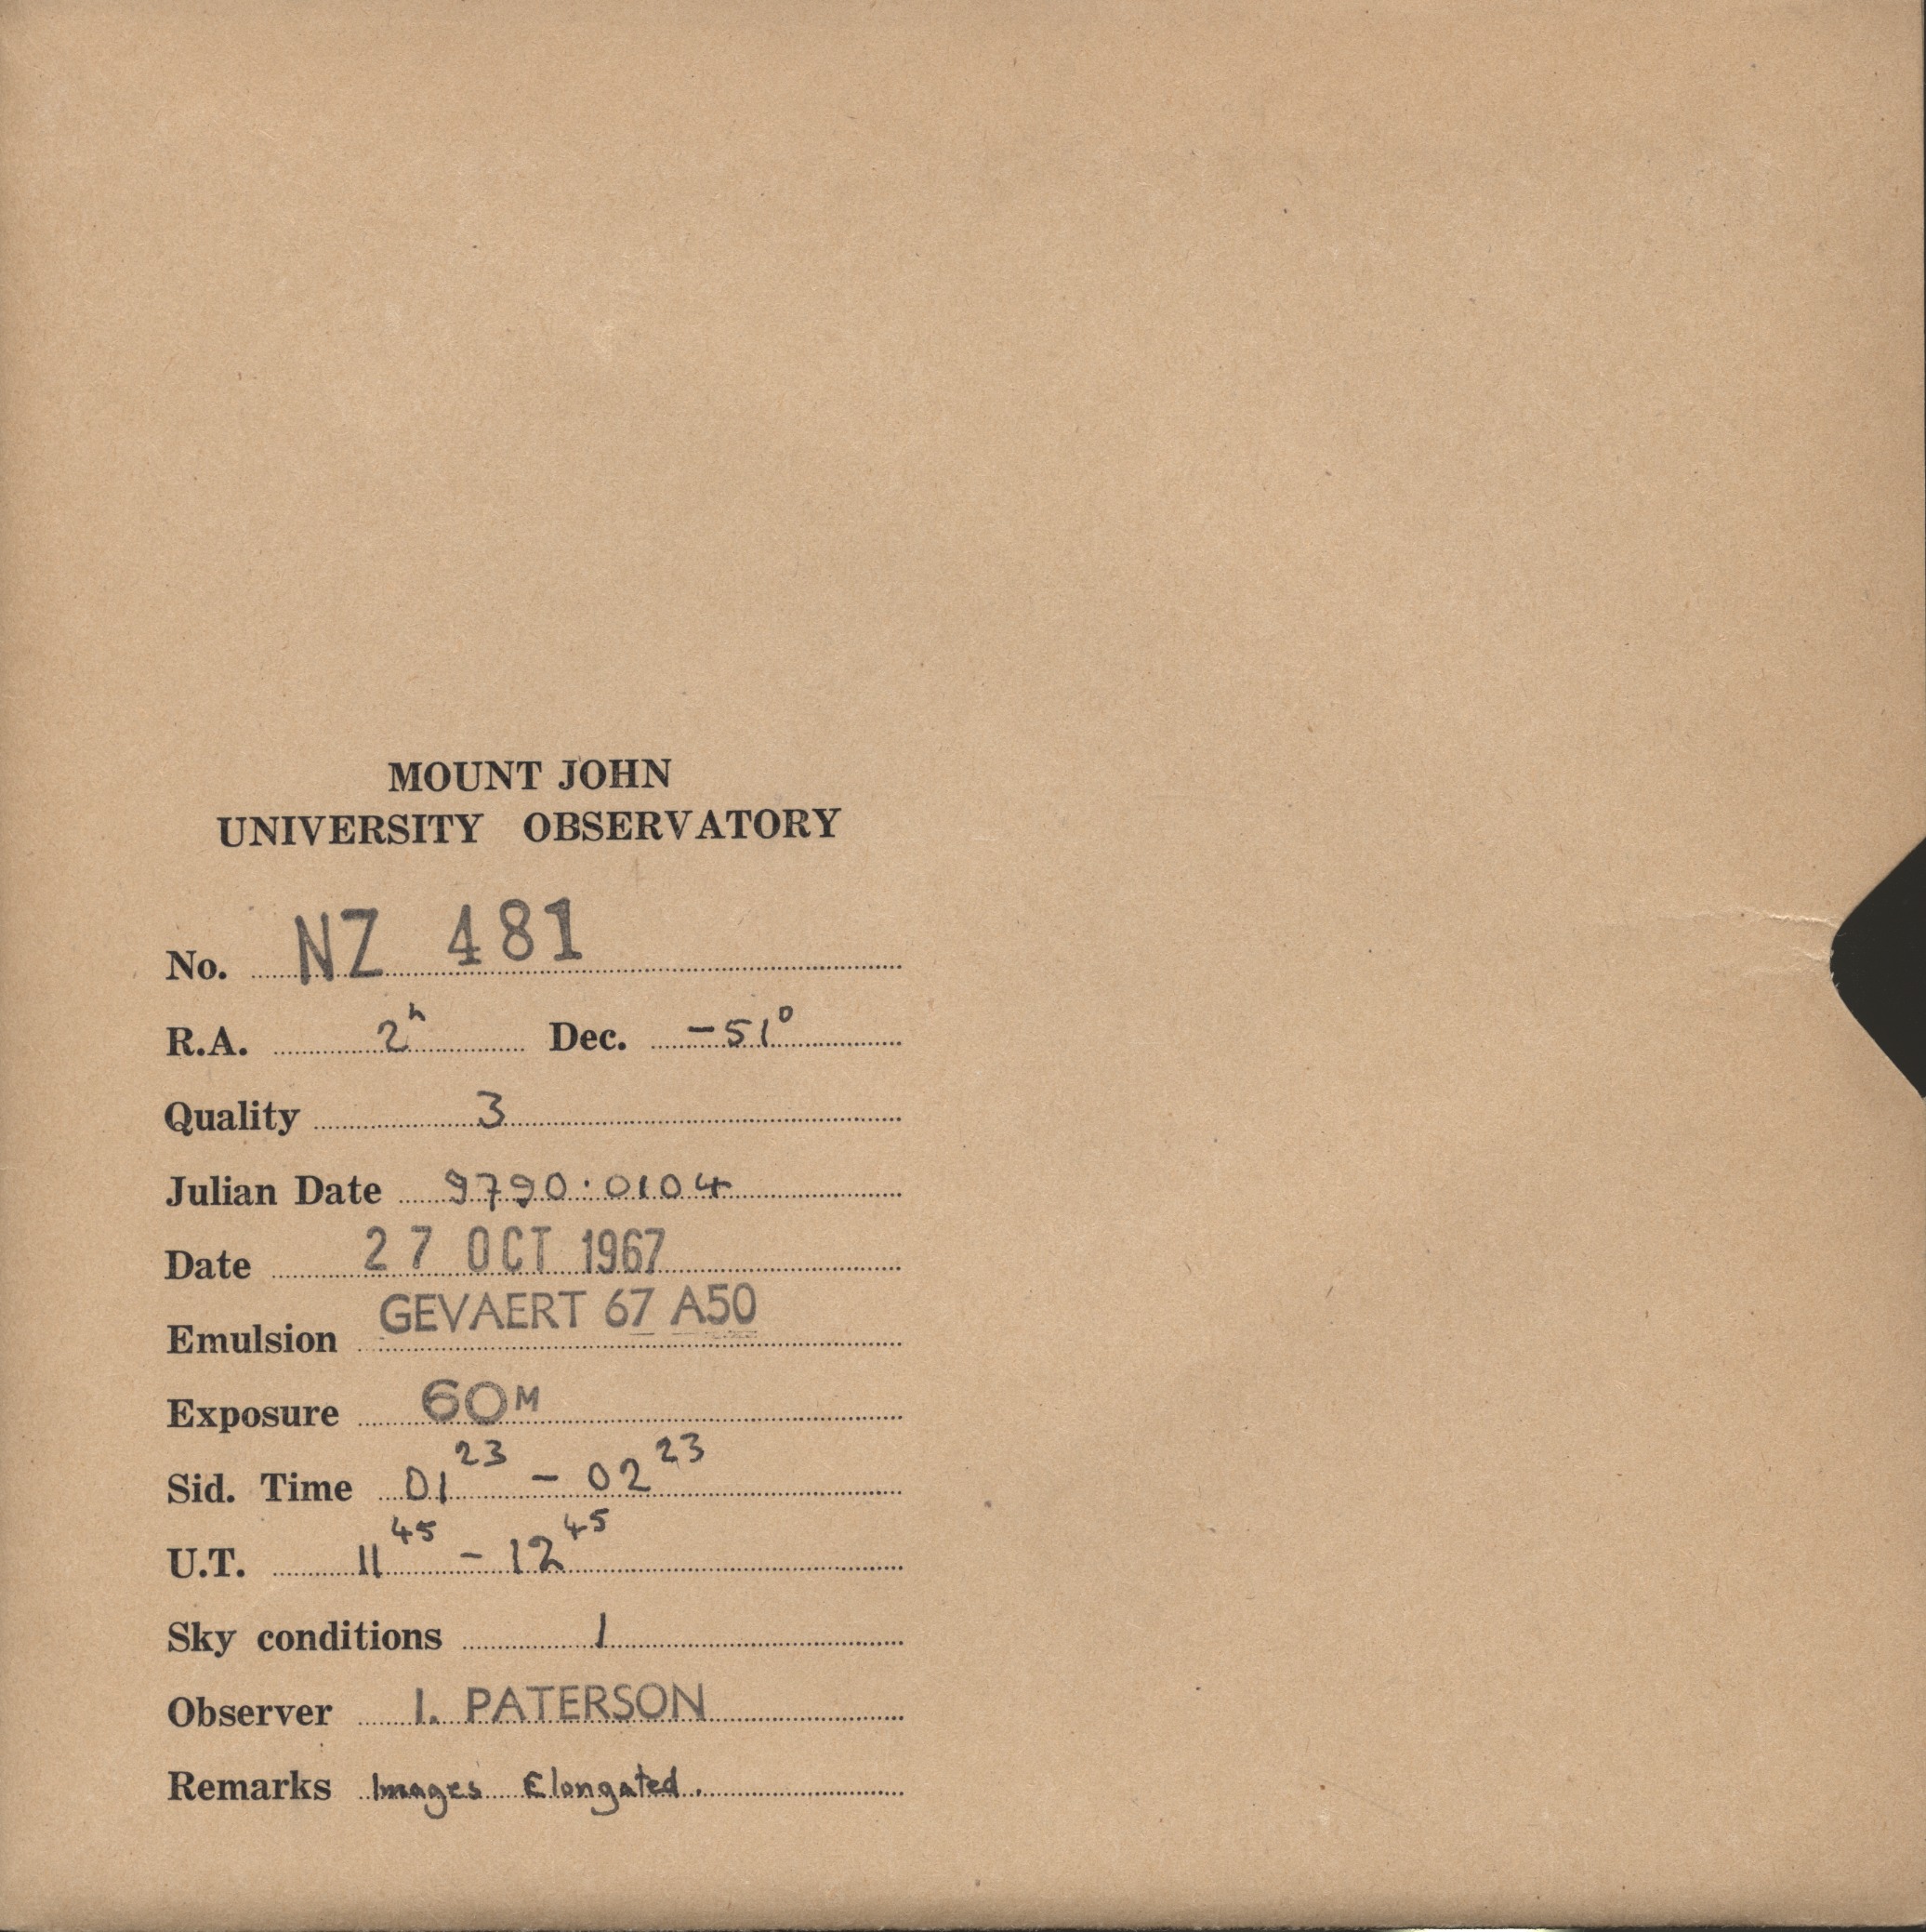 MOUNT JOHN
UNIVERSITY OBSERVATORY
No. NZ 481
R.A. 2h Dec. -51°
Quality 3
Julian Date 9790.0104
Date 27 OCT 1967
Emulsion GEVAERT 67 A50
Exposure 60M
Sid. Time 01 23 - 02 23
U.T. 11 45 - 12 45
Sky conditions 1
Observer I. PATERSON
Remarks Images Elongated.